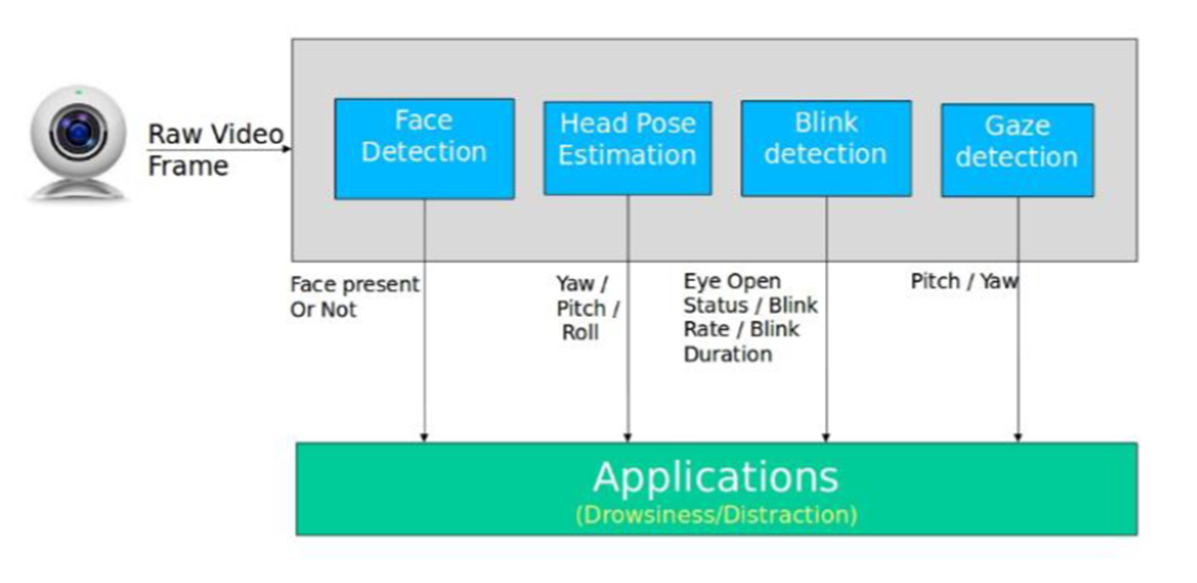 Raw Video
Frame
Face
Detection
Head Pose
Estimation
Blink
detection
Gaze
detection
Face present
Or Not
Yaw /
Pitch /
Roll
Eye Open
Status / Blink
Rate / Blink
Duration
Pitch / Yaw
Applications
(Drowsiness/Distraction)